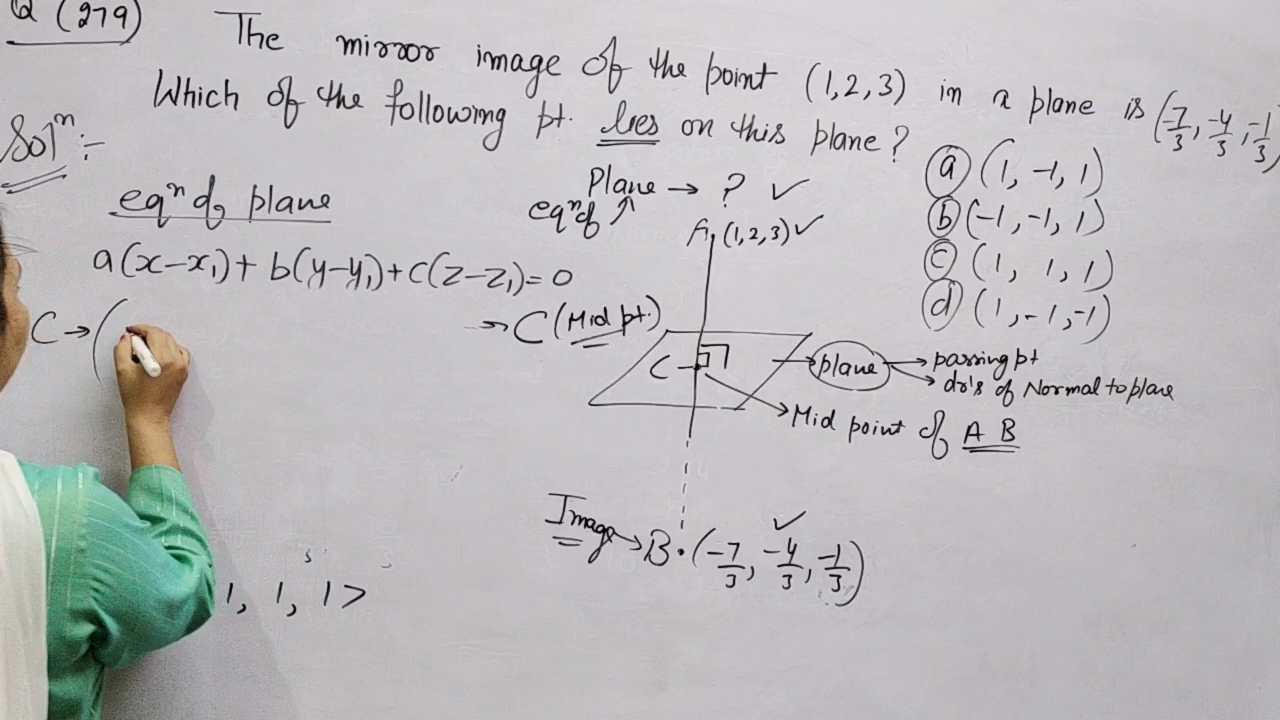 Q (279) The mirror image of the point (1,2,3) in a plane is (-7/3, -4/3, -1/3)
Which of the following pt. lies on this plane?
Solⁿ :-
(a) (1, -1, 1)
(b) (-1, -1, 1)
(c) (1, 1, 1)
(d) (1, -1, -1)
eqⁿ of plane
Plane → ? ✓
eqⁿ of ↑
A (1,2,3) ✓
a(x-x₁) + b(y-y₁) + c(z-z₁) = 0
C → (
→ C (Mid pt.)
C
plane → passing pt
→ dr's of Normal to plane
→ Mid point of A B
Image → B · (-7/3, -4/3, -1/3) ✓
1, 1, 1 >